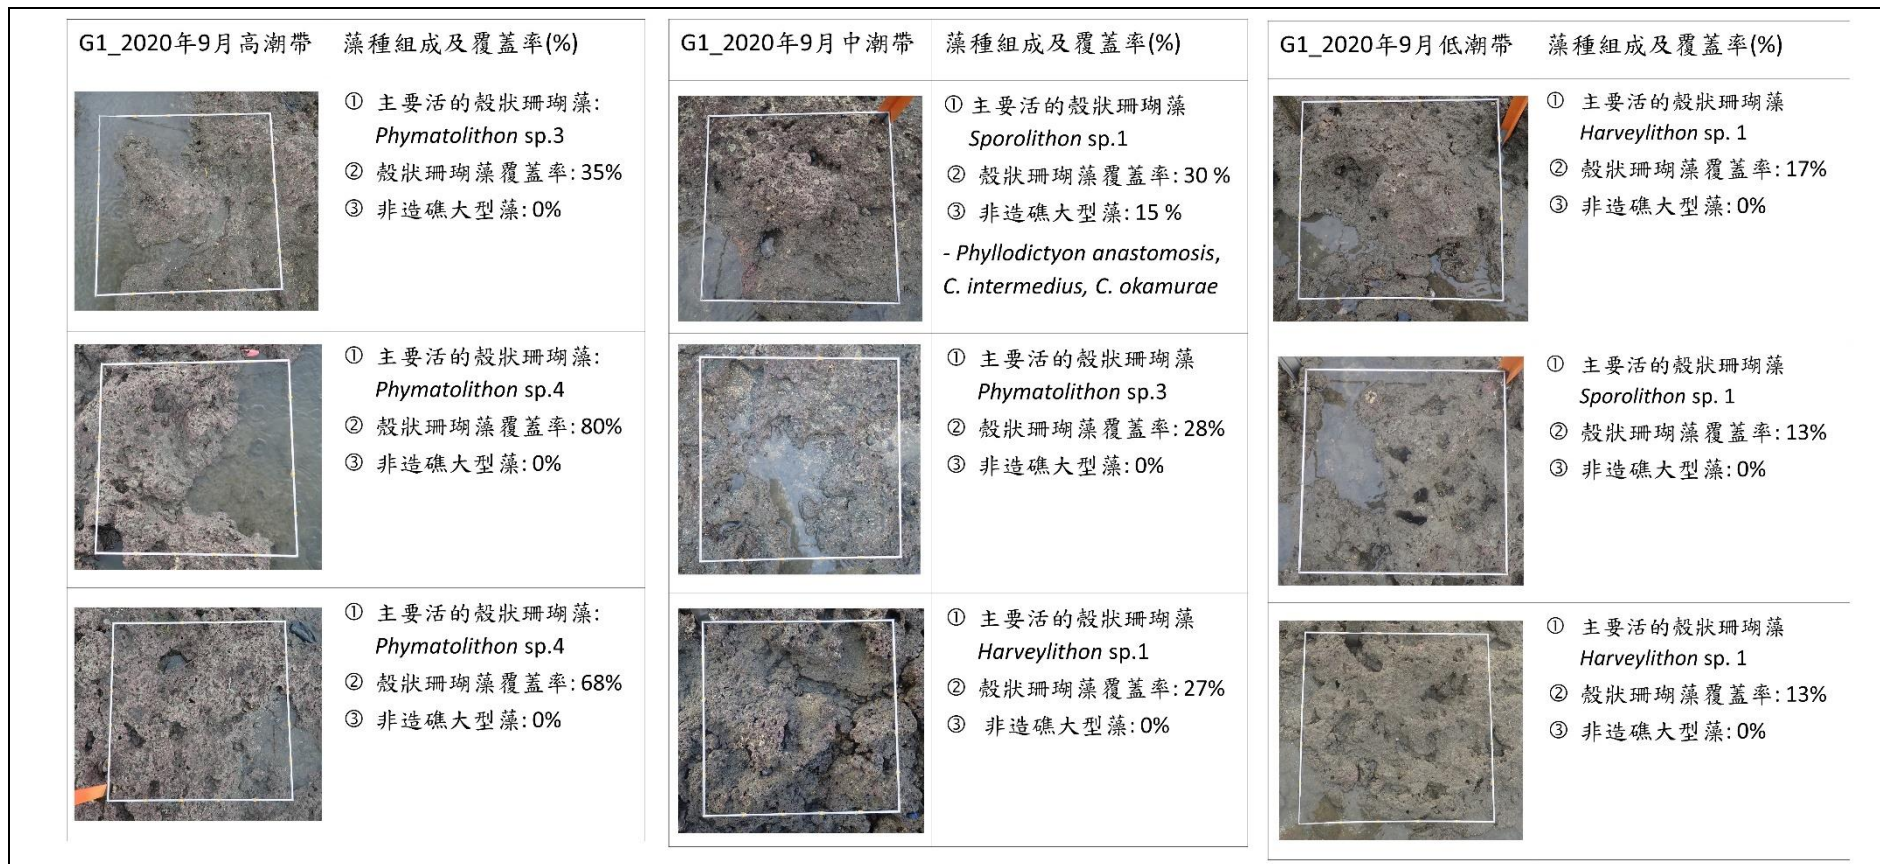 G1_2020年9月高潮帶 藻種組成及覆蓋率(%)
① 主要活的殼狀珊瑚藻:
Phymatolithon sp.3
② 殼狀珊瑚藻覆蓋率: 35%
③ 非造礁大型藻: 0%
① 主要活的殼狀珊瑚藻:
Phymatolithon sp.4
② 殼狀珊瑚藻覆蓋率: 80%
③ 非造礁大型藻: 0%
① 主要活的殼狀珊瑚藻:
Phymatolithon sp.4
② 殼狀珊瑚藻覆蓋率: 68%
③ 非造礁大型藻: 0%
G1_2020年9月中潮帶 藻種組成及覆蓋率(%)
① 主要活的殼狀珊瑚藻
Sporolithon sp.1
② 殼狀珊瑚藻覆蓋率: 30 %
③ 非造礁大型藻: 15 %
- Phyllodictyon anastomosis,
C. intermedius, C. okamurae
① 主要活的殼狀珊瑚藻
Phymatolithon sp.3
② 殼狀珊瑚藻覆蓋率: 28%
③ 非造礁大型藻: 0%
① 主要活的殼狀珊瑚藻
Harveylithon sp.1
② 殼狀珊瑚藻覆蓋率: 27%
③ 非造礁大型藻: 0%
G1_2020年9月低潮帶 藻種組成及覆蓋率(%)
① 主要活的殼狀珊瑚藻
Harveylithon sp. 1
② 殼狀珊瑚藻覆蓋率: 17%
③ 非造礁大型藻: 0%
① 主要活的殼狀珊瑚藻
Sporolithon sp. 1
② 殼狀珊瑚藻覆蓋率: 13%
③ 非造礁大型藻: 0%
① 主要活的殼狀珊瑚藻
Harveylithon sp. 1
② 殼狀珊瑚藻覆蓋率: 13%
③ 非造礁大型藻: 0%